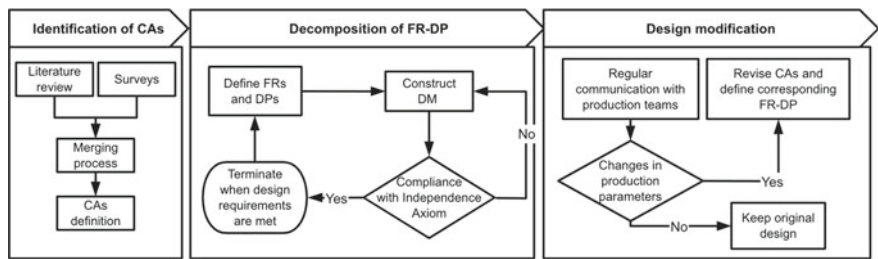 Identification of CAs
Decomposition of FR-DP
Design modification
Literature
review
Surveys
Merging
process
CAs
definition
Define FRs
and DPs
Construct
DM
No
Terminate
when design
requirements
are met
Yes
Compliance
with Independence
Axiom
Regular
communication with
production teams
Revise CAs and
define corresponding
FR-DP
Changes in
production
parameters
Yes
No
Keep original
design